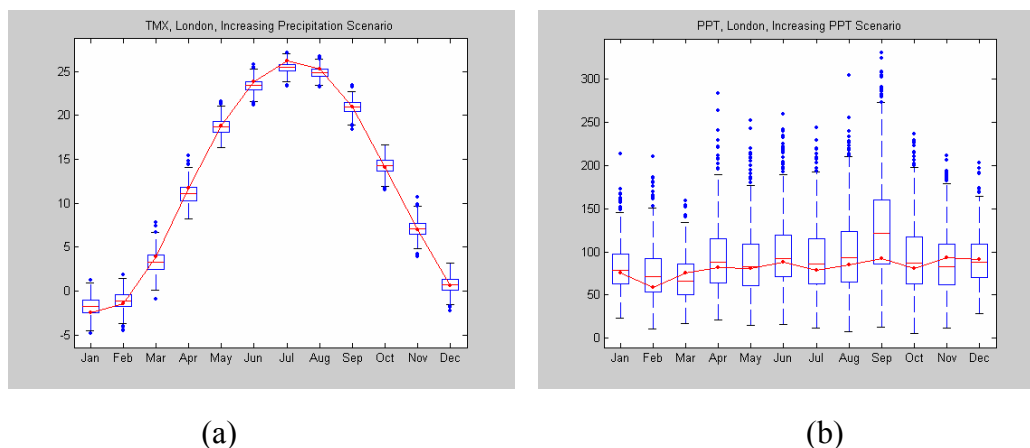 TMX, London, Increasing Precipitation Scenario
25
20
15
10
5
0
-5
Jan Feb Mar Apr May Jun Jul Aug Sep Oct Nov Dec
(a)
PPT, London, Increasing PPT Scenario
300
250
200
150
100
50
0
Jan Feb Mar Apr May Jun Jul Aug Sep Oct Nov Dec
(b)